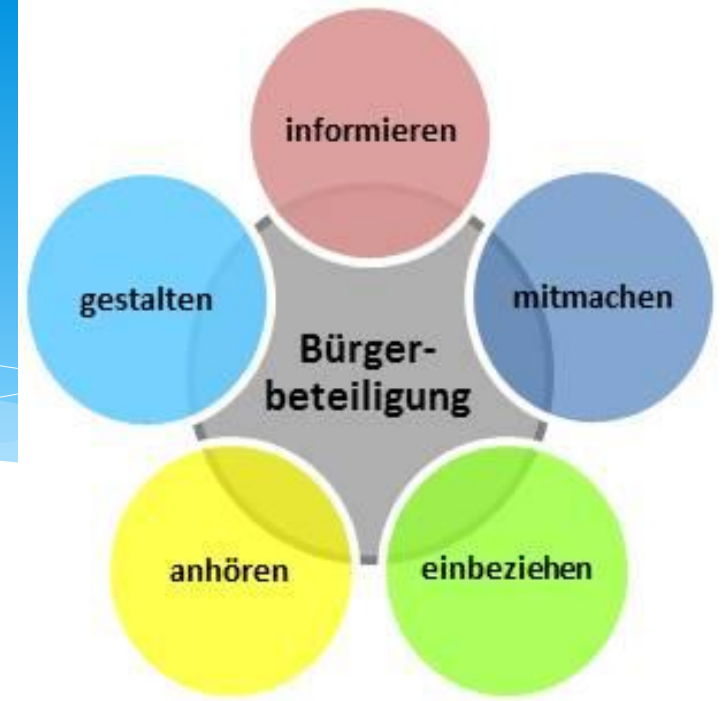 informieren
gestalten
mitmachen
Bürger-
beteiligung
anhören
einbeziehen